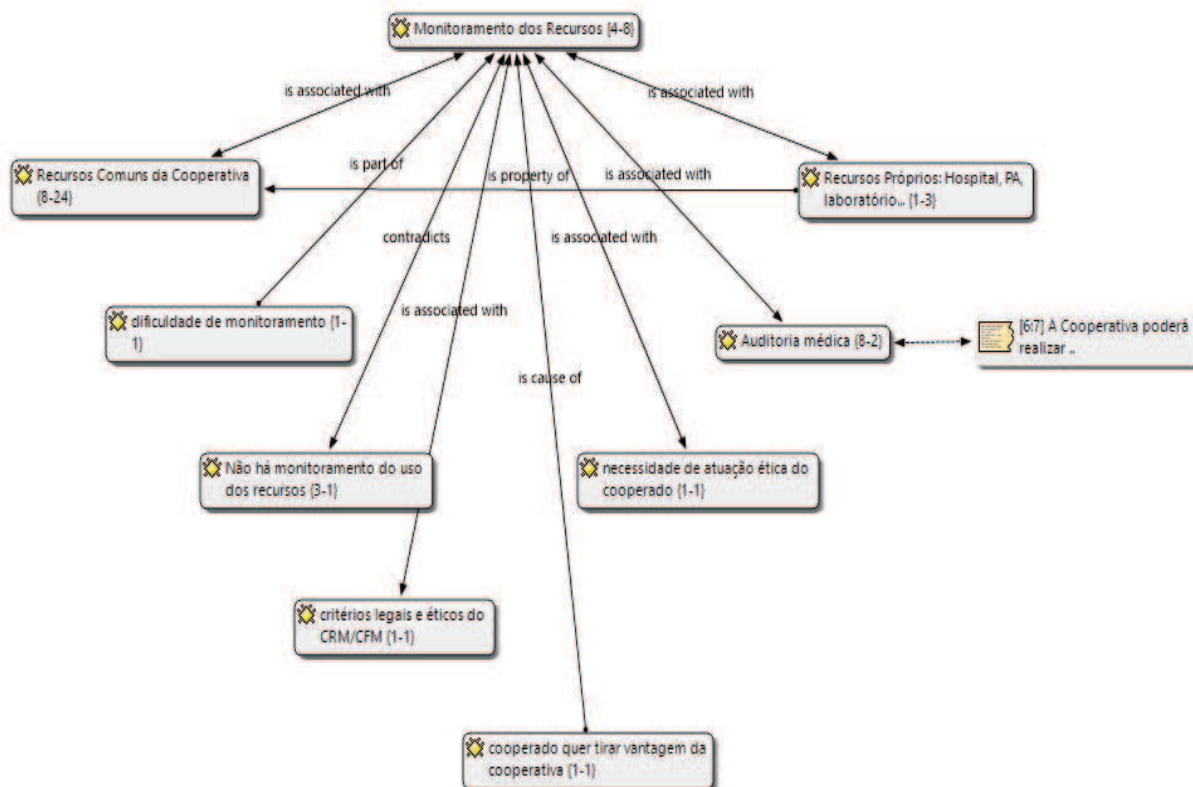 Monitoramento dos Recursos {4-8}
is associated with
is associated with
Recursos Comuns da Cooperativa
{8-24}
is part of
is property of
is associated with
Recursos Próprios: Hospital, PA,
laboratório... {1-3}
contradicts
is associated with
dificuldade de monitoramento {1-
1}
is associated with
Auditoria médica {8-2}
[6:7] A Cooperativa poderá
realizar ..
is cause of
Não há monitoramento do uso
dos recursos {3-1}
necessidade de atuação ética do
cooperado {1-1}
critérios legais e éticos do
CRM/CFM {1-1}
cooperado quer tirar vantagem da
cooperativa {1-1}